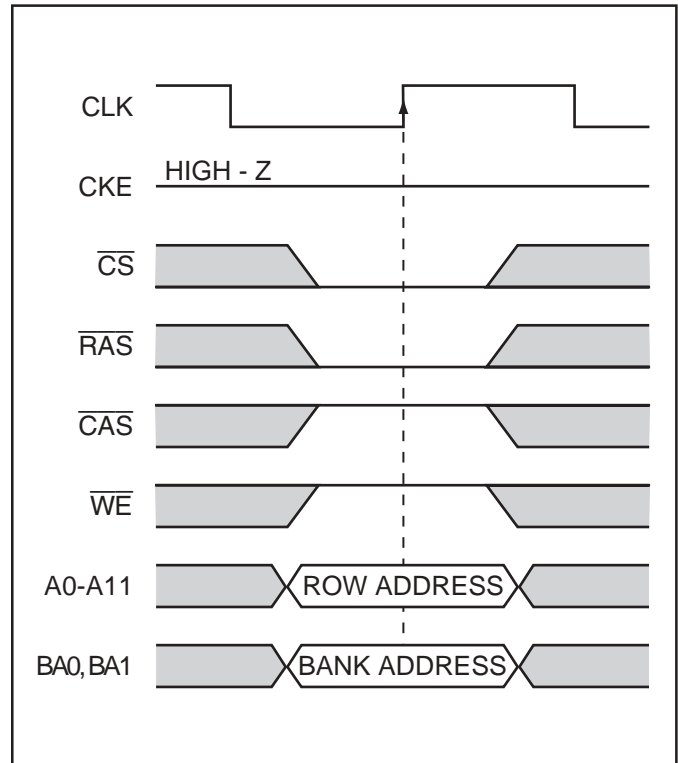 CLK
CKE HIGH - Z
CS
RAS
CAS
WE
A0-A11 ROW ADDRESS
BA0, BA1 BANK ADDRESS